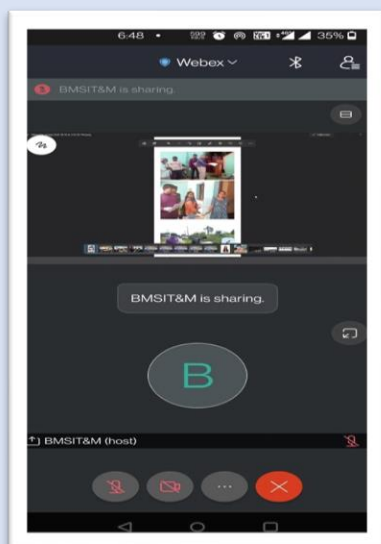 6:48
35%
Webex
BMSIT&M is sharing.
BMSIT&M is sharing.
B
BMSIT&M (host)